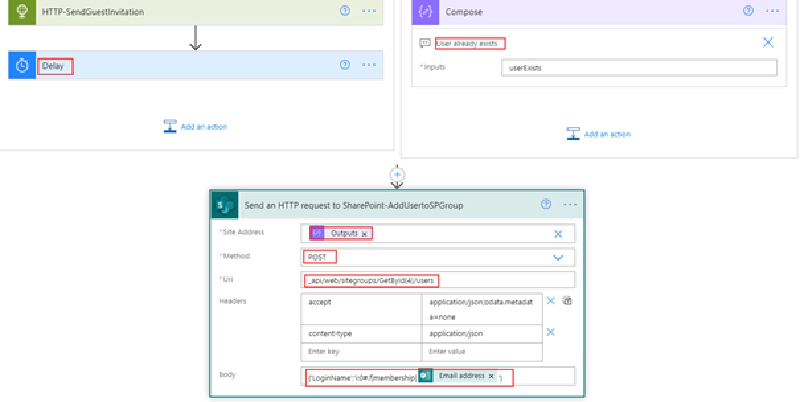 HTTP-SendGuestInvitation
Delay
Add an action
Compose
User already exists
*Inputs
userExists
Add an action
Send an HTTP request to SharePoint-AddUsertoSPGroup
*Site Address
Outputs x
*Method
POST
*Uri
_api/web/sitegroups/GetById(4)/users
Headers
accept
application/json;odata.metadat
a=none
content-type
application/json
Enter key
Enter value
Body
{'LoginName':'i:0#.f|membership| Email address x '}